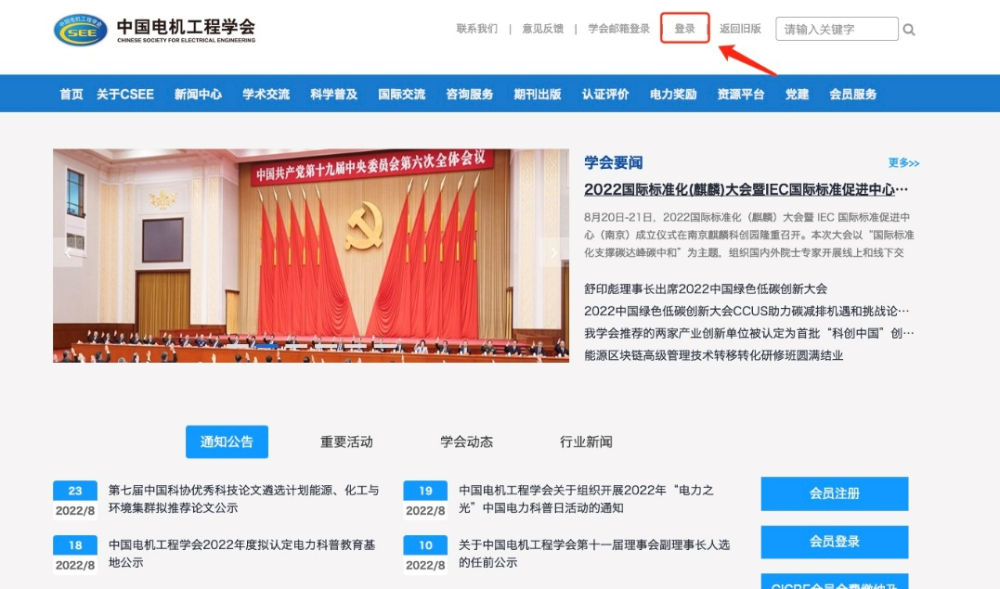 中国电机工程学会
CHINESE SOCIETY FOR ELECTRICAL ENGINEERING
中国电机工程学会
SEE
联系我们 | 意见反馈 | 学会邮箱登录 | 登录 | 返回旧版 请输入关键字
首页 关于CSEE 新闻中心 学术交流 科学普及 国际交流 咨询服务 期刊出版 认证评价 电力奖励 资源平台 党建 会员服务
中国共产党第十九届中央委员会第六次全体会议
学会要闻 更多>>
2022国际标准化(麒麟)大会暨IEC国际标准促进中心…
8月20日-21日，2022国际标准化（麒麟）大会暨 IEC 国际标准促进中
心（南京）成立仪式在南京麒麟科创园隆重召开。本次大会以“国际标准
化支撑碳达峰碳中和”为主题，组织国内外院士专家开展线上和线下交
舒印彪理事长出席2022中国绿色低碳创新大会
2022中国绿色低碳创新大会CCUS助力碳减排机遇和挑战论…
我学会推荐的两家产业创新单位被认定为首批“科创中国”创…
能源区块链高级管理技术转移转化研修班圆满结业
通知公告 重要活动 学会动态 行业新闻
23
2022/8
第七届中国科协优秀科技论文遴选计划能源、化工与
环境集群拟推荐论文公示
19
2022/8
中国电机工程学会关于组织开展2022年“电力之
光”中国电力科普日活动的通知
18
2022/8
中国电机工程学会2022年度拟认定电力科普教育基
地公示
10
2022/8
关于中国电机工程学会第十一届理事会副理事长人选
的任前公示
会员注册
会员登录
CIGRE会员会费缴纳及